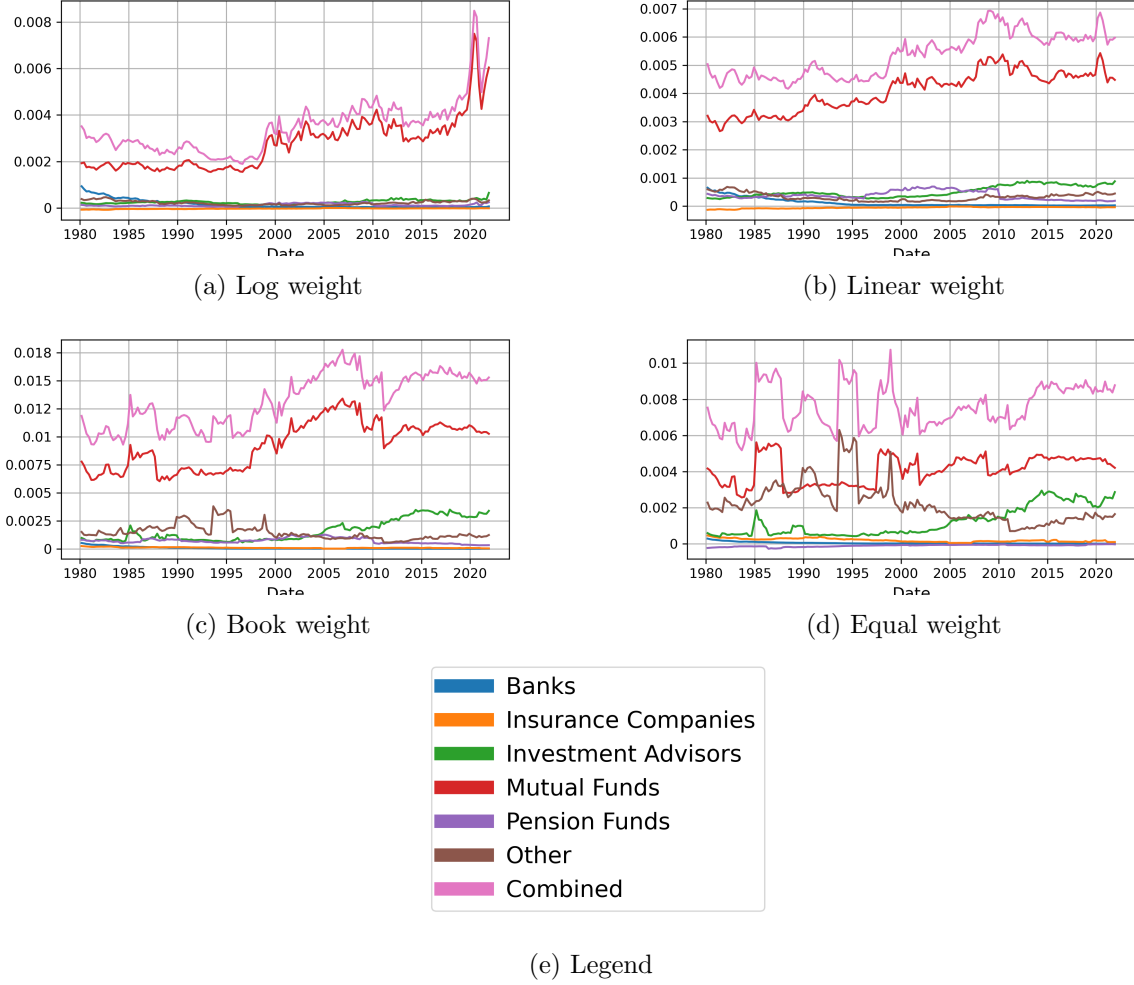 0.008
0.006
0.004
0.002
0
1980 1985 1990 1995 2000 2005 2010 2015 2020
Date
(a) Log weight
0.007
0.006
0.005
0.004
0.003
0.002
0.001
0
1980 1985 1990 1995 2000 2005 2010 2015 2020
Date
(b) Linear weight
0.018
0.015
0.012
0.01
0.0075
0.005
0.0025
0
1980 1985 1990 1995 2000 2005 2010 2015 2020
Date
(c) Book weight
0.01
0.008
0.006
0.004
0.002
0
1980 1985 1990 1995 2000 2005 2010 2015 2020
Date
(d) Equal weight
Banks
Insurance Companies
Investment Advisors
Mutual Funds
Pension Funds
Other
Combined
(e) Legend